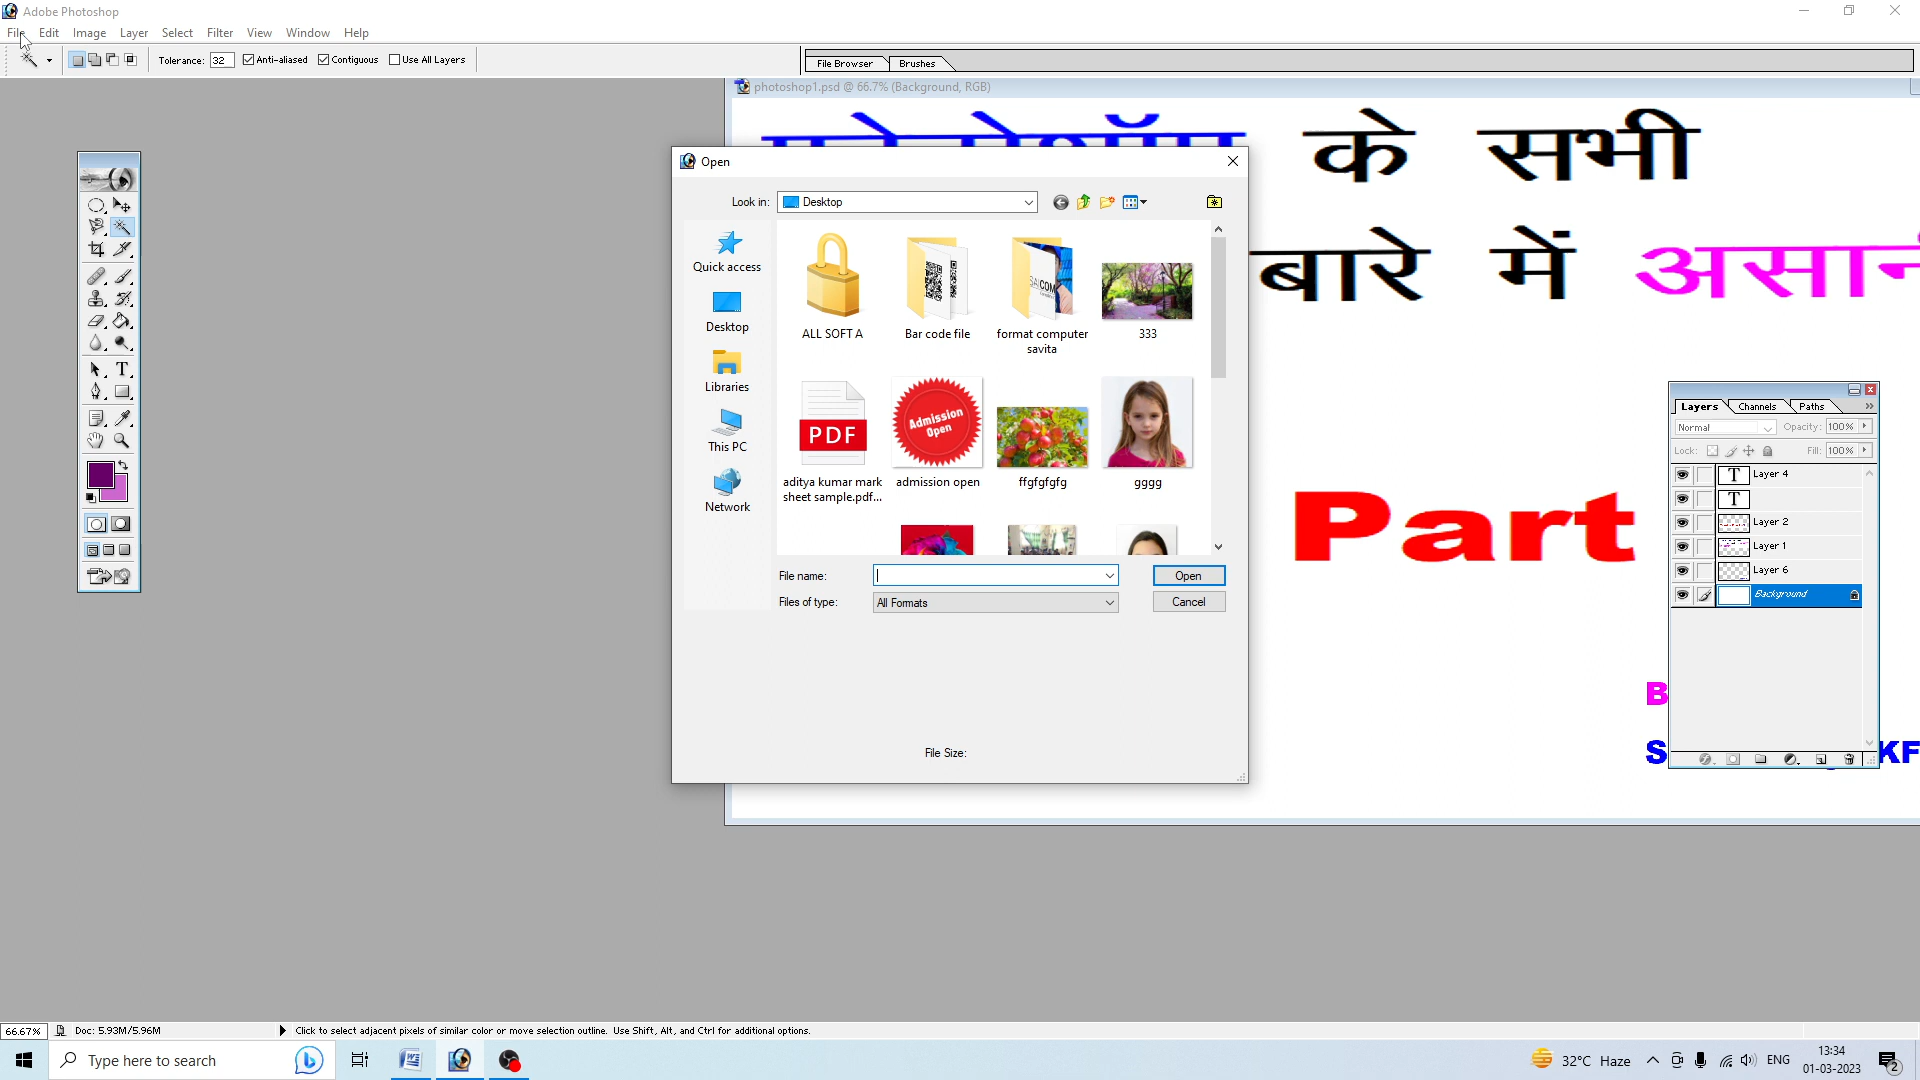 Adobe Photoshop
File Edit Image Layer Select Filter View Window Help
Tolerance: 32 Anti-aliased Contiguous Use All Layers
File Browser Brushes
photoshop1.psd @ 66.7% (Background, RGB)
के सभी
बारे में
Part
Open
Look in: Desktop
Quick access
Desktop
Libraries
This PC
Network
ALL SOFT A
Bar code file
format computer
savita
333
PDF
aditya kumar mark
sheet sample.pdf...
Admission
Open
admission open
ffgfgfgfg
gggg
File name:
Open
Files of type: All Formats
Cancel
File Size:
Layers Channels Paths
Normal Opacity: 100%
Lock: Fill: 100%
T Layer 4
T
Layer 2
Layer 1
Layer 6
Background
B
S KF
66.67% Doc: 5.93M/5.96M Click to select adjacent pixels of similar color or move selection outline. Use Shift, Alt, and Ctrl for additional options.
Type here to search
32°C Haze ENG
13:34
01-03-2023
2